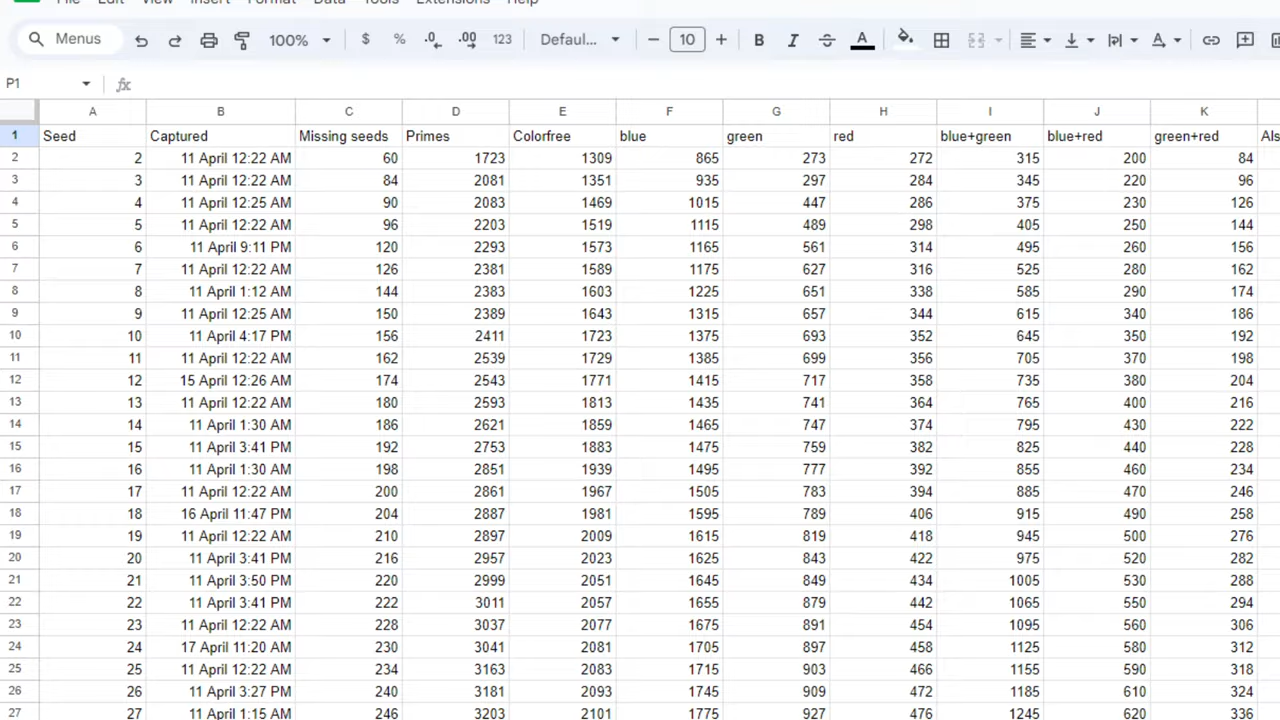 File Edit View Insert Format Data Tools Extensions Help
Menus 100% $ % .0 .00 123 Defaul... 10 B I A A
P1 fx
A B C D E F G H I J K
1 Seed Captured Missing seeds Primes Colorfree blue green red blue+green blue+red green+red Als
2 2 11 April 12:22 AM 60 1723 1309 865 273 272 315 200 84
3 3 11 April 12:22 AM 84 2081 1351 935 297 284 345 220 96
4 4 11 April 12:25 AM 90 2083 1469 1015 447 286 375 230 126
5 5 11 April 12:22 AM 96 2203 1519 1115 489 298 405 250 144
6 6 11 April 9:11 PM 120 2293 1573 1165 561 314 495 260 156
7 7 11 April 12:22 AM 126 2381 1589 1175 627 316 525 280 162
8 8 11 April 1:12 AM 144 2383 1603 1225 651 338 585 290 174
9 9 11 April 12:25 AM 150 2389 1643 1315 657 344 615 340 186
10 10 11 April 4:17 PM 156 2411 1723 1375 693 352 645 350 192
11 11 11 April 12:22 AM 162 2539 1729 1385 699 356 705 370 198
12 12 15 April 12:26 AM 174 2543 1771 1415 717 358 735 380 204
13 13 11 April 12:22 AM 180 2593 1813 1435 741 364 765 400 216
14 14 11 April 1:30 AM 186 2621 1859 1465 747 374 795 430 222
15 15 11 April 3:41 PM 192 2753 1883 1475 759 382 825 440 228
16 16 11 April 1:30 AM 198 2851 1939 1495 777 392 855 460 234
17 17 11 April 12:22 AM 200 2861 1967 1505 783 394 885 470 246
18 18 16 April 11:47 PM 204 2887 1981 1595 789 406 915 490 258
19 19 11 April 12:22 AM 210 2897 2009 1615 819 418 945 500 276
20 20 11 April 3:41 PM 216 2957 2023 1625 843 422 975 520 282
21 21 11 April 3:50 PM 220 2999 2051 1645 849 434 1005 530 288
22 22 11 April 3:41 PM 222 3011 2057 1655 879 442 1065 550 294
23 23 11 April 12:22 AM 228 3037 2077 1675 891 454 1095 560 306
24 24 17 April 11:20 AM 230 3041 2081 1705 897 458 1125 580 312
25 25 11 April 12:22 AM 234 3163 2083 1715 903 466 1155 590 318
26 26 11 April 3:27 PM 240 3181 2093 1745 909 472 1185 610 324
27 27 11 April 1:15 AM 246 3203 2101 1775 927 476 1245 620 336